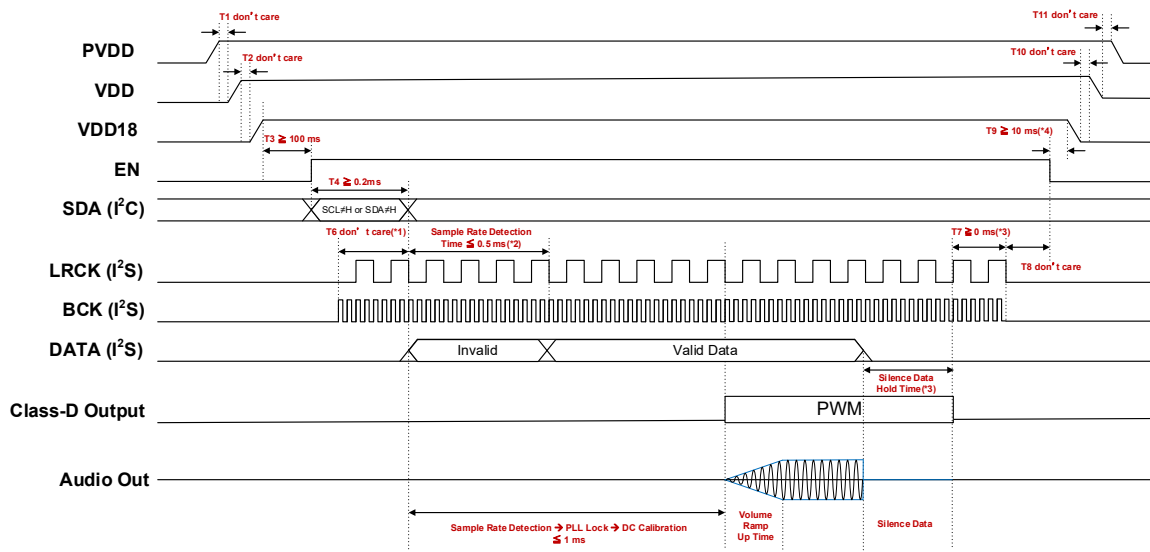 T1 don't care
T11 don't care
PVDD
T2 don't care
T10 don't care
VDD
VDD18
T3 ≧ 100 ms
T9 ≧ 10 ms(*4)
EN
T4 ≧ 0.2ms
SDA (I²C)
SCL≠H or SDA≠H
T6 don't care(*1)
Sample Rate Detection
Time ≦ 0.5 ms(*2)
T7 ≧ 0 ms(*3)
LRCK (I²S)
T8 don't care
BCK (I²S)
DATA (I²S)
Invalid
Valid Data
Silence Data
Hold Time(*3)
Class-D Output
PWM
Audio Out
Sample Rate Detection → PLL Lock → DC Calibration
≦ 1 ms
Volume
Ramp
Up Time
Silence Data